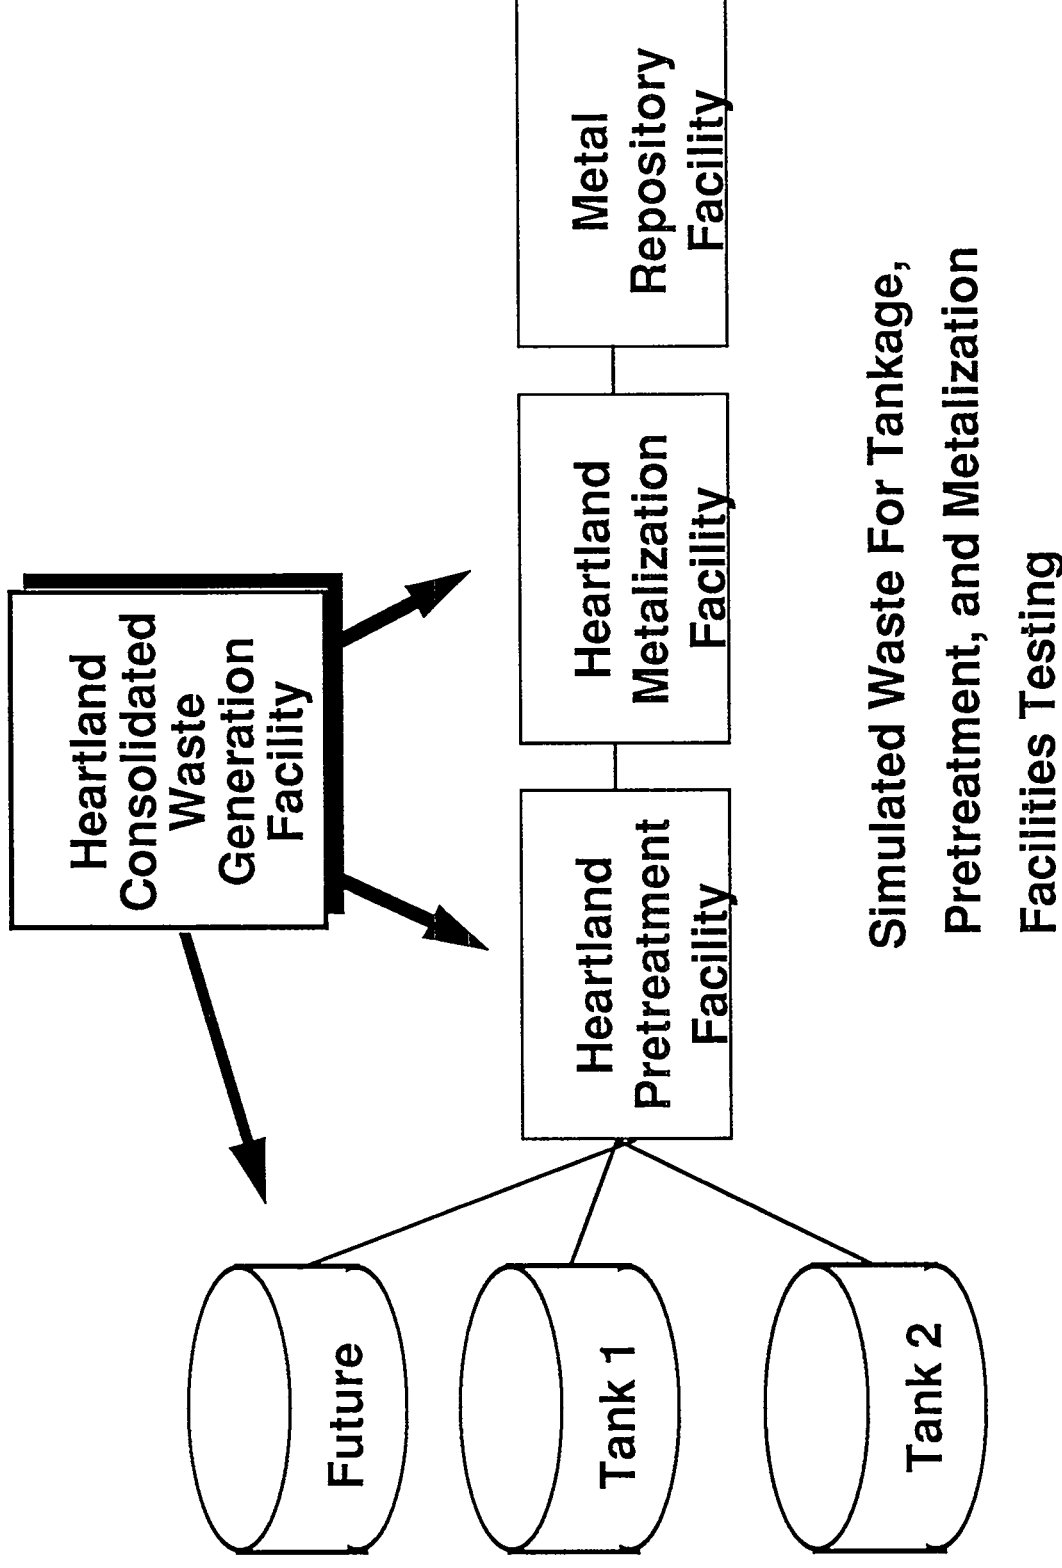 Heartland
Consolidated
Waste
Generation
Facility
Future
Tank 1
Tank 2
Heartland
Pretreatment
Facility
Heartland
Metalization
Facility
Metal
Repository
Facility
Simulated Waste For Tankage,
Pretreatment, and Metalization
Facilities Testing